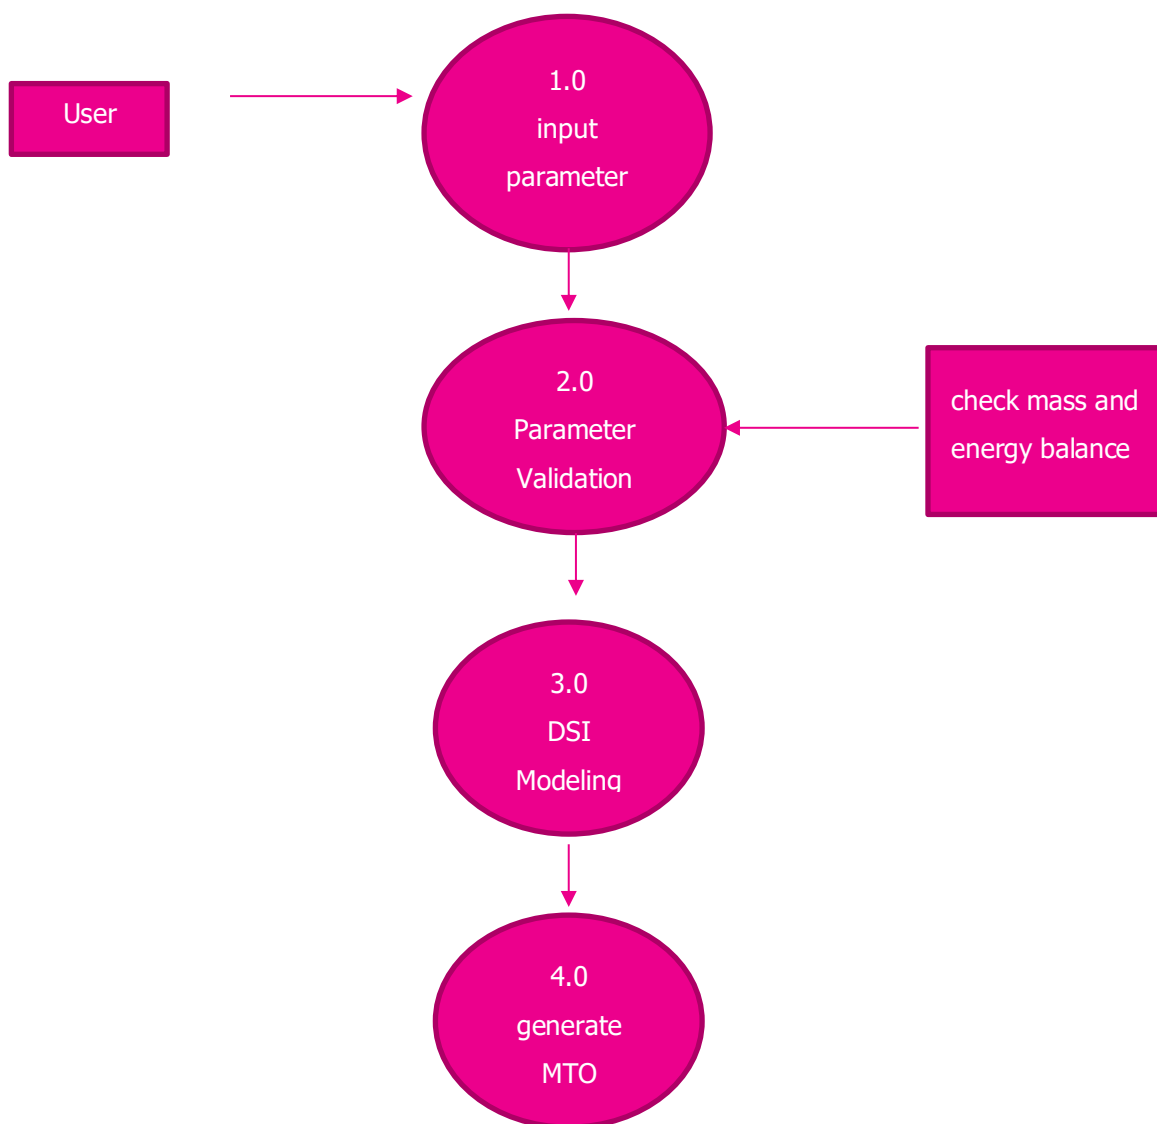 User
1.0
input
parameter
2.0
Parameter
Validation
check mass and
energy balance
3.0
DSI
Modeling
4.0
generate
MTO